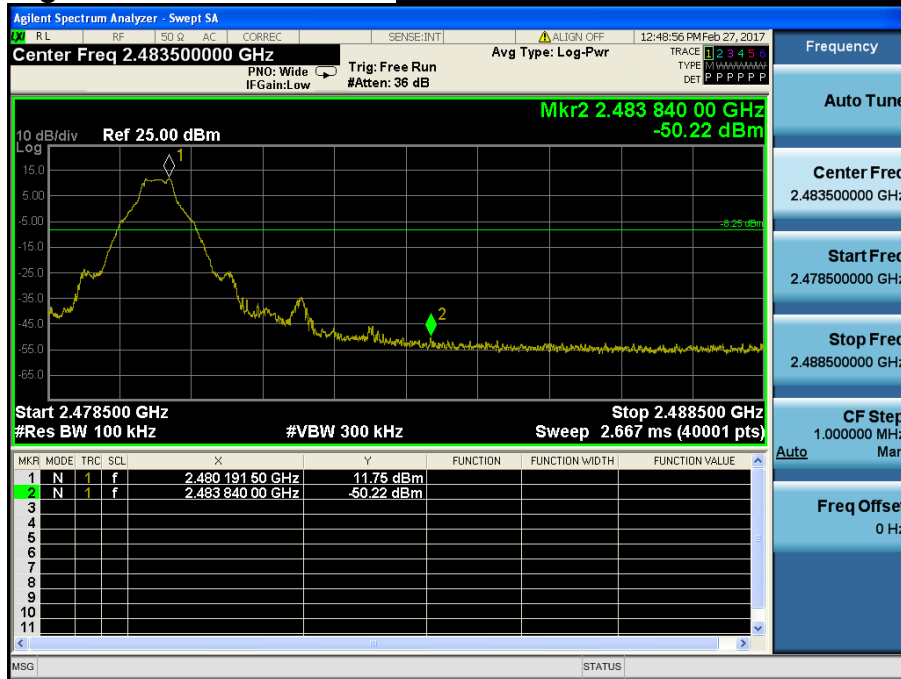 Agilent Spectrum Analyzer - Swept SA
LXI RL RF 50 Ω AC CORREC SENSE:INT ALIGN OFF 12:48:56 PM Feb 27, 2017
Center Freq 2.483500000 GHz
PNO: Wide
IFGain:Low
Trig: Free Run
#Atten: 36 dB
Avg Type: Log-Pwr
TRACE 1 2 3 4 5 6
TYPE M
DET P P P P P P
Mkr2 2.483 840 00 GHz
-50.22 dBm
10 dB/div Ref 25.00 dBm
Log
1
15.0
5.00
-5.00
-8.25 dBm
-15.0
-25.0
-35.0
-45.0
2
-55.0
-65.0
Start 2.478500 GHz Stop 2.488500 GHz
#Res BW 100 kHz #VBW 300 kHz Sweep 2.667 ms (40001 pts)
MKR MODE TRC SCL X Y FUNCTION FUNCTION WIDTH FUNCTION VALUE
1 N 1 f 2.480 191 50 GHz 11.75 dBm
2 N 1 f 2.483 840 00 GHz -50.22 dBm
3
4
5
6
7
8
9
10
11
MSG STATUS
Frequency
Auto Tune
Center Freq
2.483500000 GHz
Start Freq
2.478500000 GHz
Stop Freq
2.488500000 GHz
CF Step
1.000000 MHz
Auto Man
Freq Offset
0 Hz